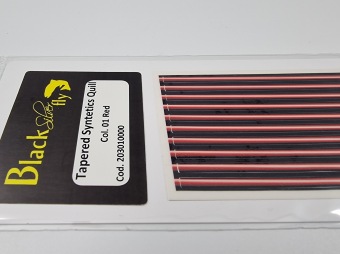 Black Silver fly
Tapered Syntetics Quill
Col. 01 Red
Cod. 203010000